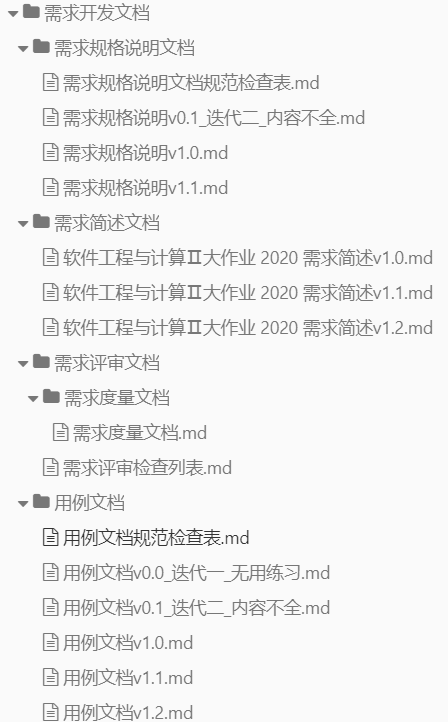 需求开发文档
需求规格说明文档
需求规格说明文档规范检查表.md
需求规格说明v0.1_迭代二_内容不全.md
需求规格说明v1.0.md
需求规格说明v1.1.md
需求简述文档
软件工程与计算Ⅱ大作业 2020 需求简述v1.0.md
软件工程与计算Ⅱ大作业 2020 需求简述v1.1.md
软件工程与计算Ⅱ大作业 2020 需求简述v1.2.md
需求评审文档
需求度量文档
需求度量文档.md
需求评审检查列表.md
用例文档
用例文档规范检查表.md
用例文档v0.0_迭代一_无用练习.md
用例文档v0.1_迭代二_内容不全.md
用例文档v1.0.md
用例文档v1.1.md
用例文档v1.2.md